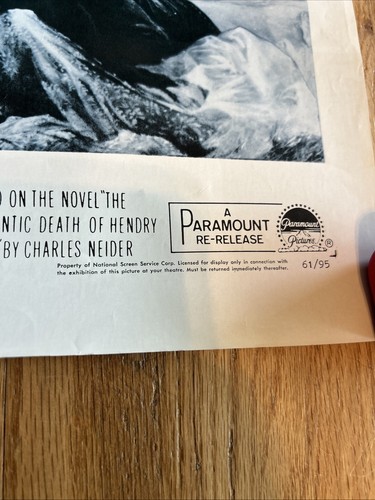 ON THE NOVEL "THE
NTIC DEATH OF HENDRY
" BY CHARLES NEIDER
A
PARAMOUNT
RE-RELEASE
Paramount
Pictures
®
Property of National Screen Service Corp. Licensed for display only in connection with
the exhibition of this picture at your theatre. Must be returned immediately thereafter.
61/95